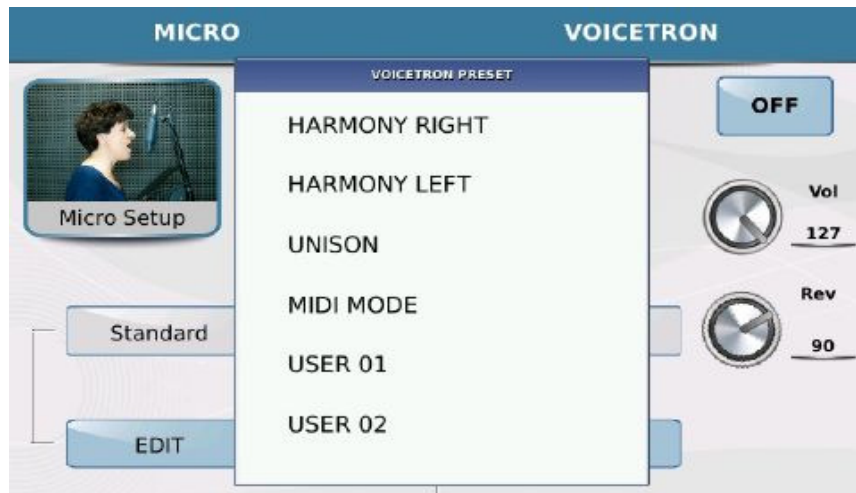 MICRO
VOICETRON
VOICETRON PRESET
HARMONY RIGHT
HARMONY LEFT
UNISON
MIDI MODE
USER 01
USER 02
Micro Setup
Standard
EDIT
OFF
Vol
127
Rev
90